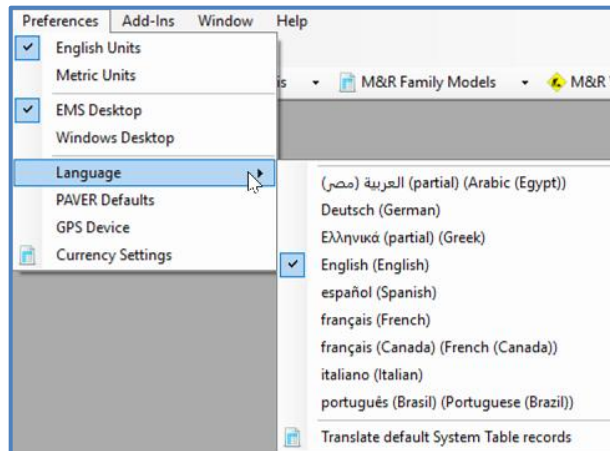 Preferences Add-Ins Window Help
English Units
Metric Units
is M&R Family Models M&R
EMS Desktop
Windows Desktop
Language
PAVER Defaults
GPS Device
Currency Settings
العربية (مصر) (partial) (Arabic (Egypt))
Deutsch (German)
Ελληνικά (partial) (Greek)
English (English)
español (Spanish)
français (French)
français (Canada) (French (Canada))
italiano (Italian)
português (Brasil) (Portuguese (Brazil))
Translate default System Table records